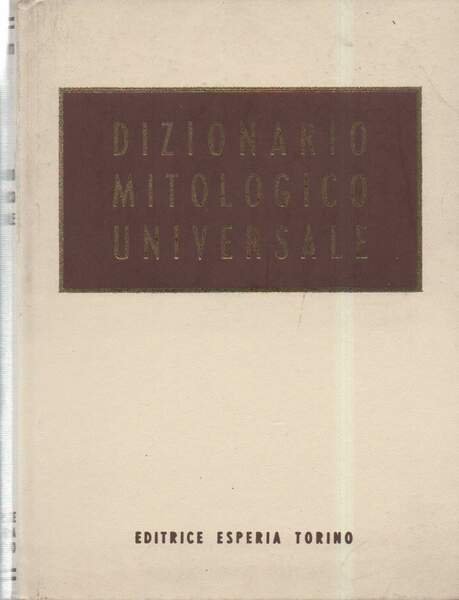 DIZIONARIO
MITOLOGICO
UNIVERSALE
EDITRICE ESPERIA TORINO